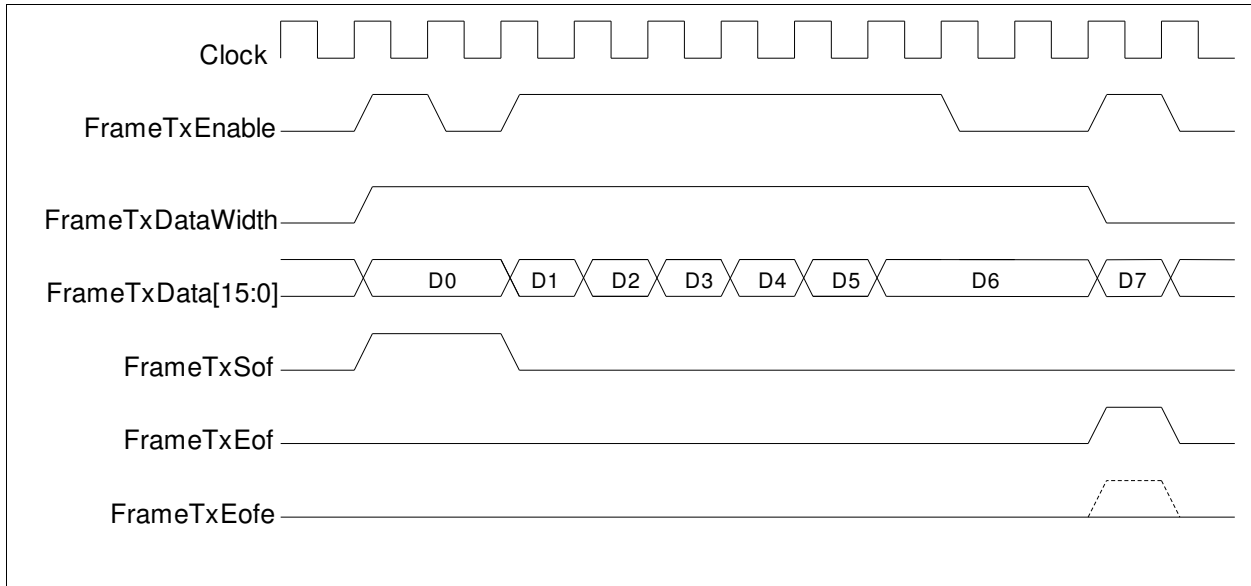 Clock
FrameTxEnable
FrameTxDataWidth
FrameTxData[15:0] D0 D1 D2 D3 D4 D5 D6 D7
FrameTxSof
FrameTxEof
FrameTxEofe